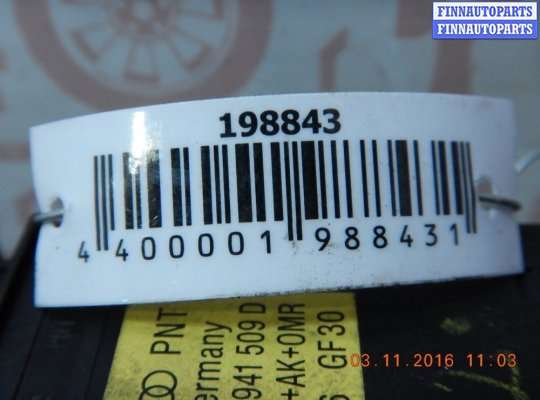 FINNAUTOPARTS
FINNAUTOPARTS
198843
4 400001 988431
PNT
ermany
941 509 D
+AK+OMR
GF30
03.11.2016 11:03